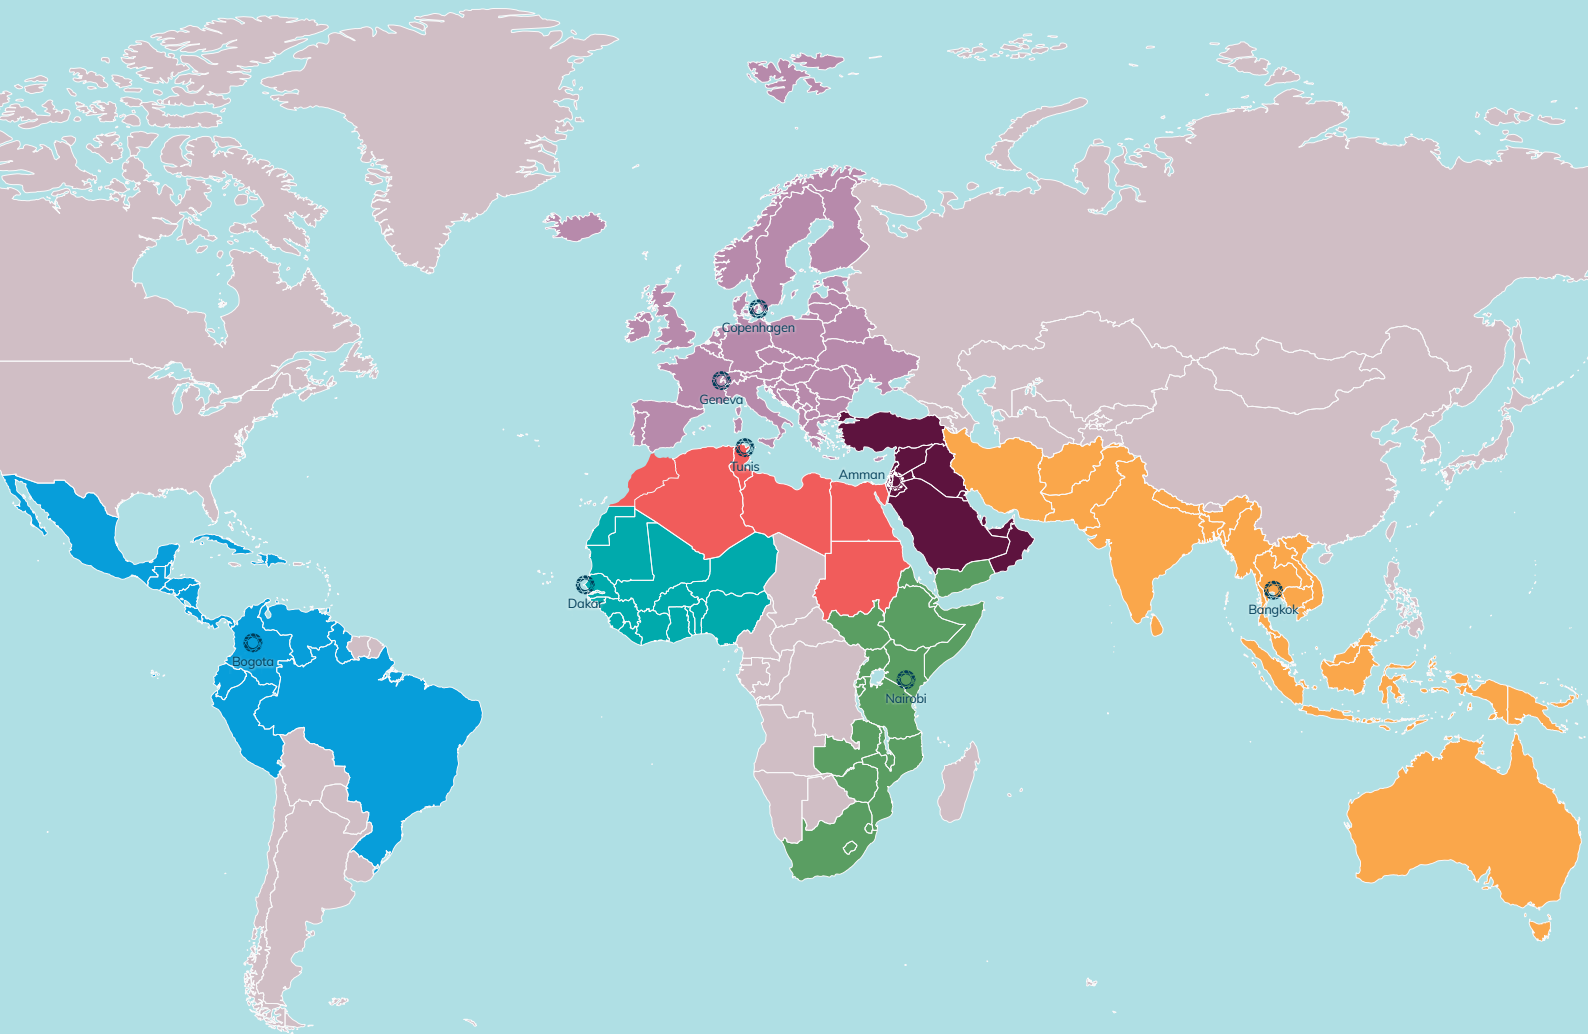 Copenhagen
Geneva
Tunis
Amman
Dakar
Bangkok
Bogota
Nairobi